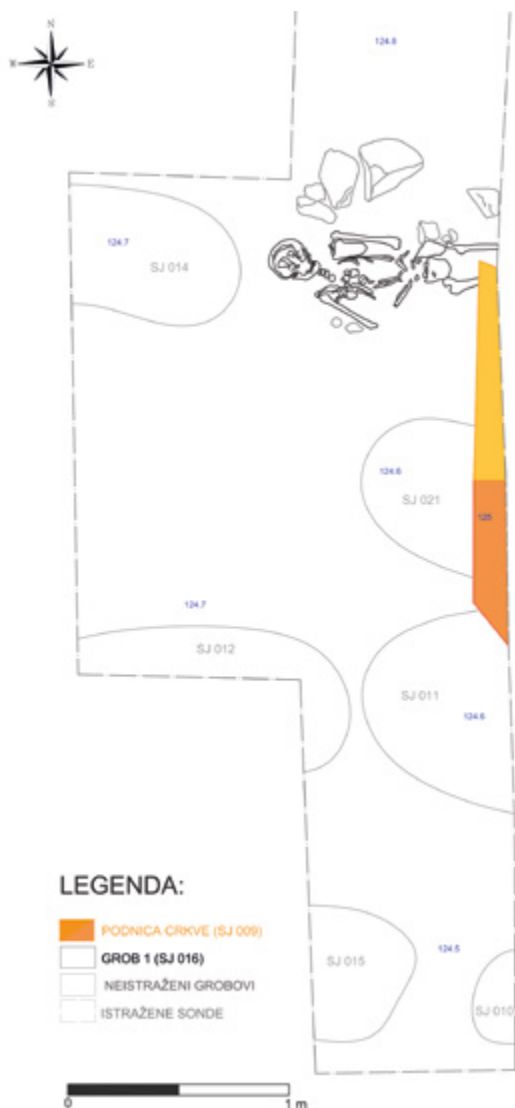 N
W E
S
124.8
124.7
SJ 014
124.6
SJ 021
125
124.7
SJ 012
SJ 011
124.6
LEGENDA:
PODNICA CRKVE (SJ 009)
GROB 1 (SJ 016)
NEISTRAŽENI GROBOVI
ISTRAŽENE SONDE
124.5
SJ 015
SJ 010
0 1 m